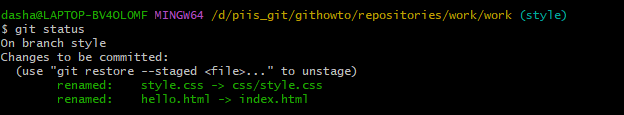 dasha@LAPTOP-BV4OLOMF MINGW64 /d/piis_git/githowto/repositories/work/work (style)
$ git status
On branch style
Changes to be committed:
  (use "git restore --staged <file>..." to unstage)
        renamed:    style.css -> css/style.css
        renamed:    hello.html -> index.html